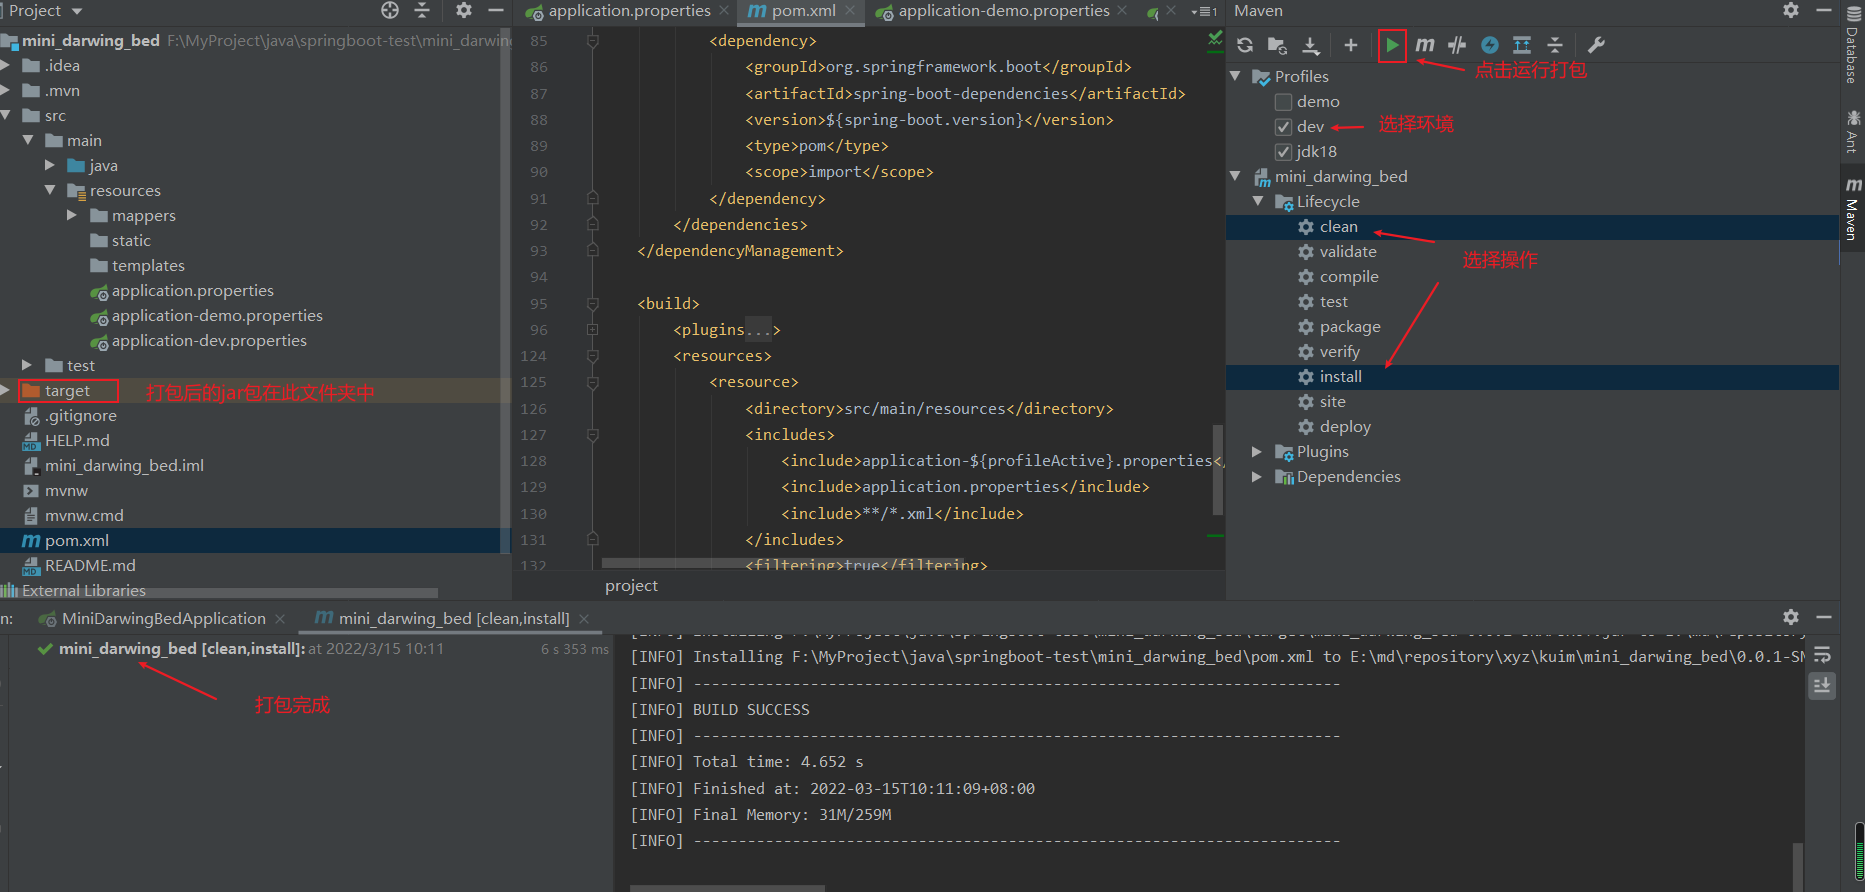 Project
mini_darwing_bed F:\MyProject\java\springboot-test\mini_darwing
.idea
.mvn
src
main
java
resources
mappers
static
templates
application.properties
application-demo.properties
application-dev.properties
test
target 打包后的jar包在此文件夹中
.gitignore
HELP.md
mini_darwing_bed.iml
mvnw
mvnw.cmd
pom.xml
README.md
External Libraries
application.properties
pom.xml
application-demo.properties
1
85 <dependency>
86 <groupId>org.springframework.boot</groupId>
87 <artifactId>spring-boot-dependencies</artifactId>
88 <version>${spring-boot.version}</version>
89 <type>pom</type>
90 <scope>import</scope>
91 </dependency>
92 </dependencies>
93 </dependencyManagement>
94
95 <build>
96 <plugins...>
124 <resources>
125 <resource>
126 <directory>src/main/resources</directory>
127 <includes>
128 <include>application-${profileActive}.properties</
129 <include>application.properties</include>
130 <include>**/*.xml</include>
131 </includes>
132 <filtering>true</filtering>
project
Maven
点击运行打包
Profiles
demo
dev 选择环境
jdk18
mini_darwing_bed
Lifecycle
clean
validate
选择操作
compile
test
package
verify
install
site
deploy
Plugins
Dependencies
Database
Ant
Maven
n:
MiniDarwingBedApplication
mini_darwing_bed [clean,install]
mini_darwing_bed [clean,install]: at 2022/3/15 10:11 6 s 353 ms
打包完成
[INFO] Installing F:\MyProject\java\springboot-test\mini_darwing_bed\pom.xml to E:\md\repository\xyz\kuim\mini_darwing_bed\0.0.1-SN
[INFO] ------------------------------------------------------------------------
[INFO] BUILD SUCCESS
[INFO] ------------------------------------------------------------------------
[INFO] Total time: 4.652 s
[INFO] Finished at: 2022-03-15T10:11:09+08:00
[INFO] Final Memory: 31M/259M
[INFO] ------------------------------------------------------------------------